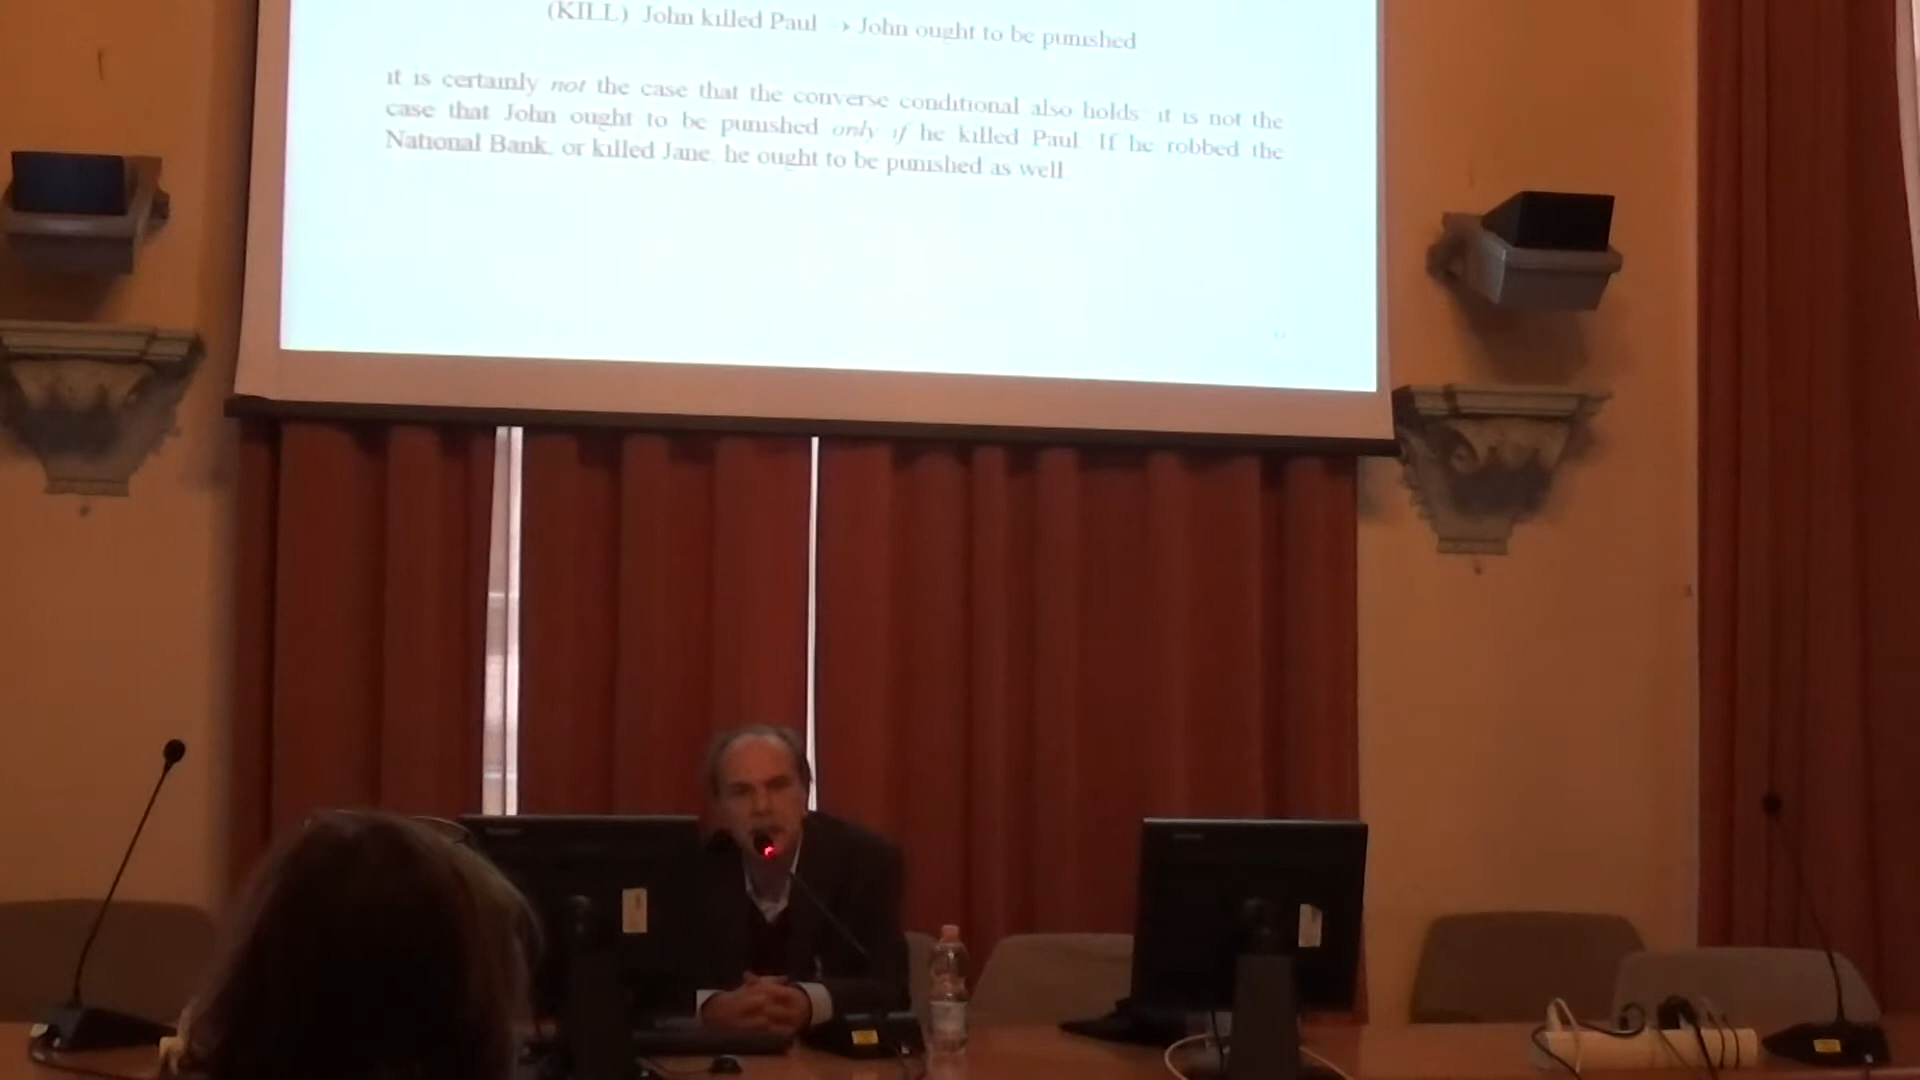 (KILL) John killed Paul → John ought to be punished
it is certainly not the case that the converse conditional also holds: it is not the
case that John ought to be punished only if he killed Paul. If he robbed the
National Bank, or killed Jane, he ought to be punished as well.